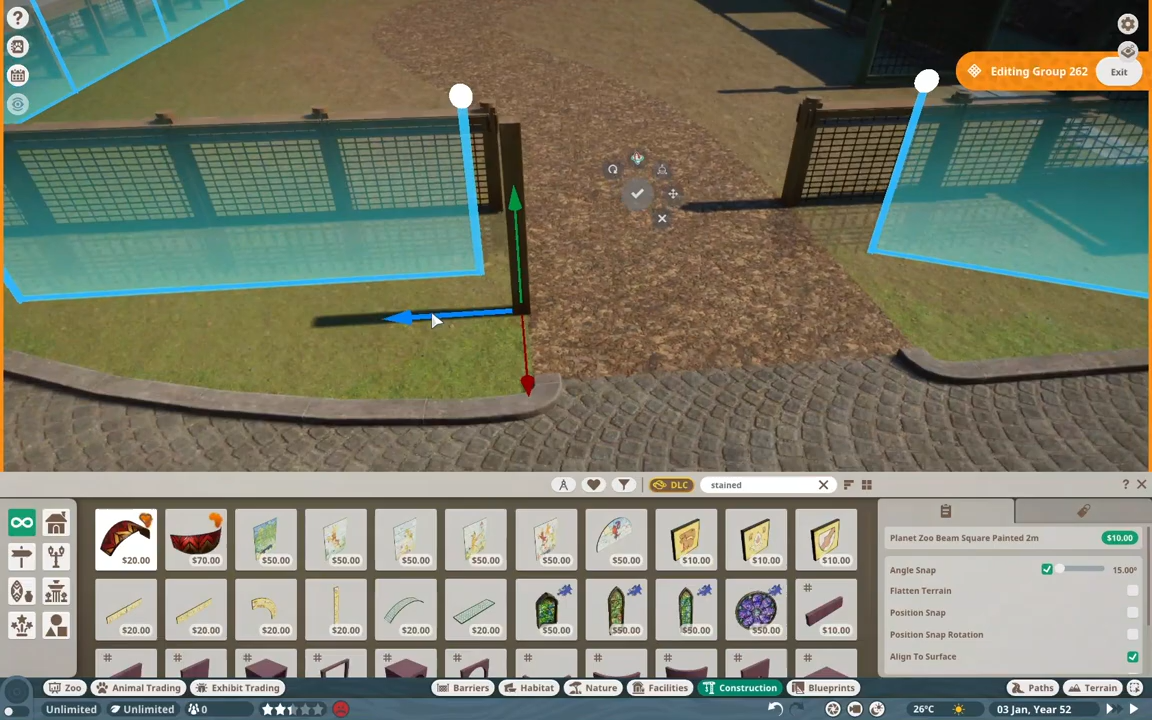 ?
Editing Group 262
Exit
DLC
stained
?
$20.00
$70.00
$50.00
$50.00
$50.00
$50.00
$50.00
$50.00
$10.00
$10.00
$10.00
Planet Zoo Beam Square Painted 2m
$10.00
Angle Snap
15.00°
Flatten Terrain
Position Snap
Position Snap Rotation
Align To Surface
$20.00
$20.00
$20.00
$20.00
$20.00
$20.00
$50.00
$50.00
$50.00
$50.00
$10.00
Zoo
Animal Trading
Exhibit Trading
Barriers
Habitat
Nature
Facilities
Construction
Blueprints
Paths
Terrain
Unlimited
Unlimited
0
26°C
03 Jan, Year 52